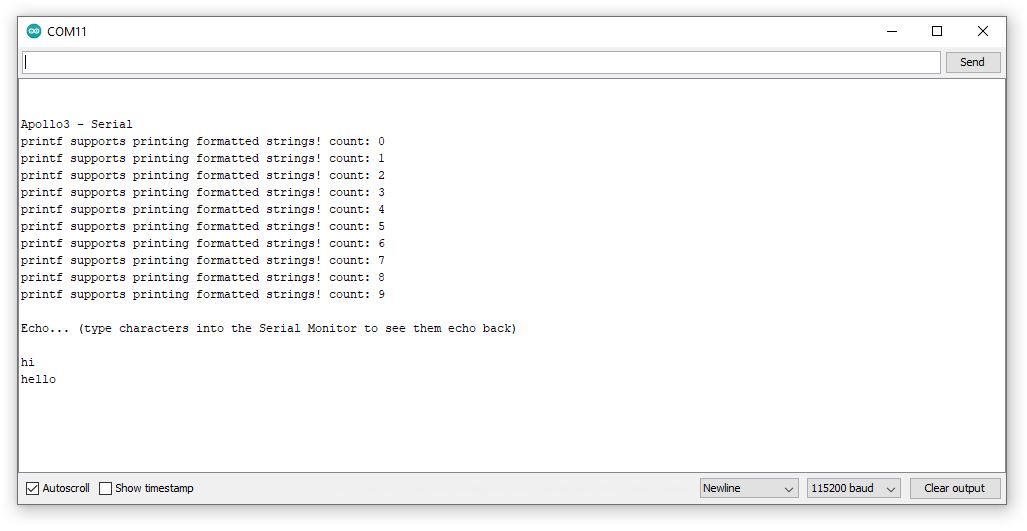 COM11
Send
Apollo3 - Serial
printf supports printing formatted strings! count: 0
printf supports printing formatted strings! count: 1
printf supports printing formatted strings! count: 2
printf supports printing formatted strings! count: 3
printf supports printing formatted strings! count: 4
printf supports printing formatted strings! count: 5
printf supports printing formatted strings! count: 6
printf supports printing formatted strings! count: 7
printf supports printing formatted strings! count: 8
printf supports printing formatted strings! count: 9
Echo... (type characters into the Serial Monitor to see them echo back)
hi
hello
Autoscroll Show timestamp Newline 115200 baud Clear output